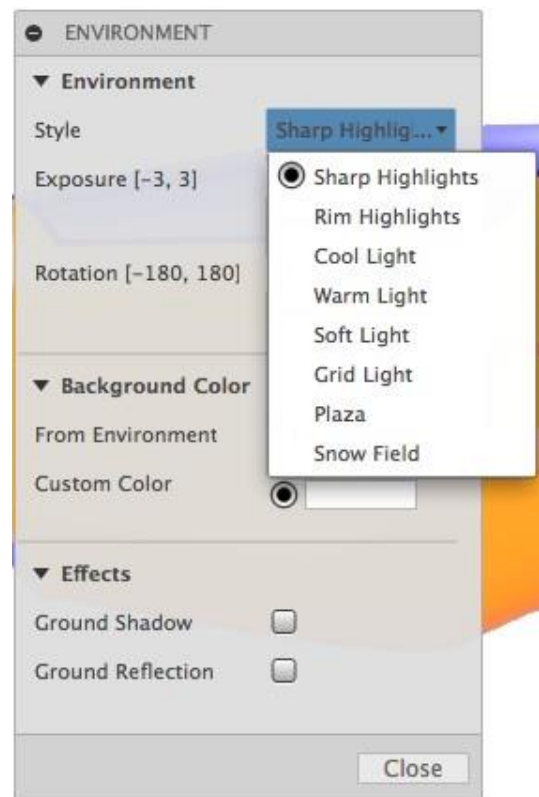 ENVIRONMENT
▼ Environment
Style Sharp Highlig...▾
Sharp Highlights
Rim Highlights
Cool Light
Warm Light
Soft Light
Grid Light
Plaza
Snow Field
Exposure [-3, 3]
Rotation [-180, 180]
▼ Background Color
From Environment
Custom Color
▼ Effects
Ground Shadow
Ground Reflection
Close